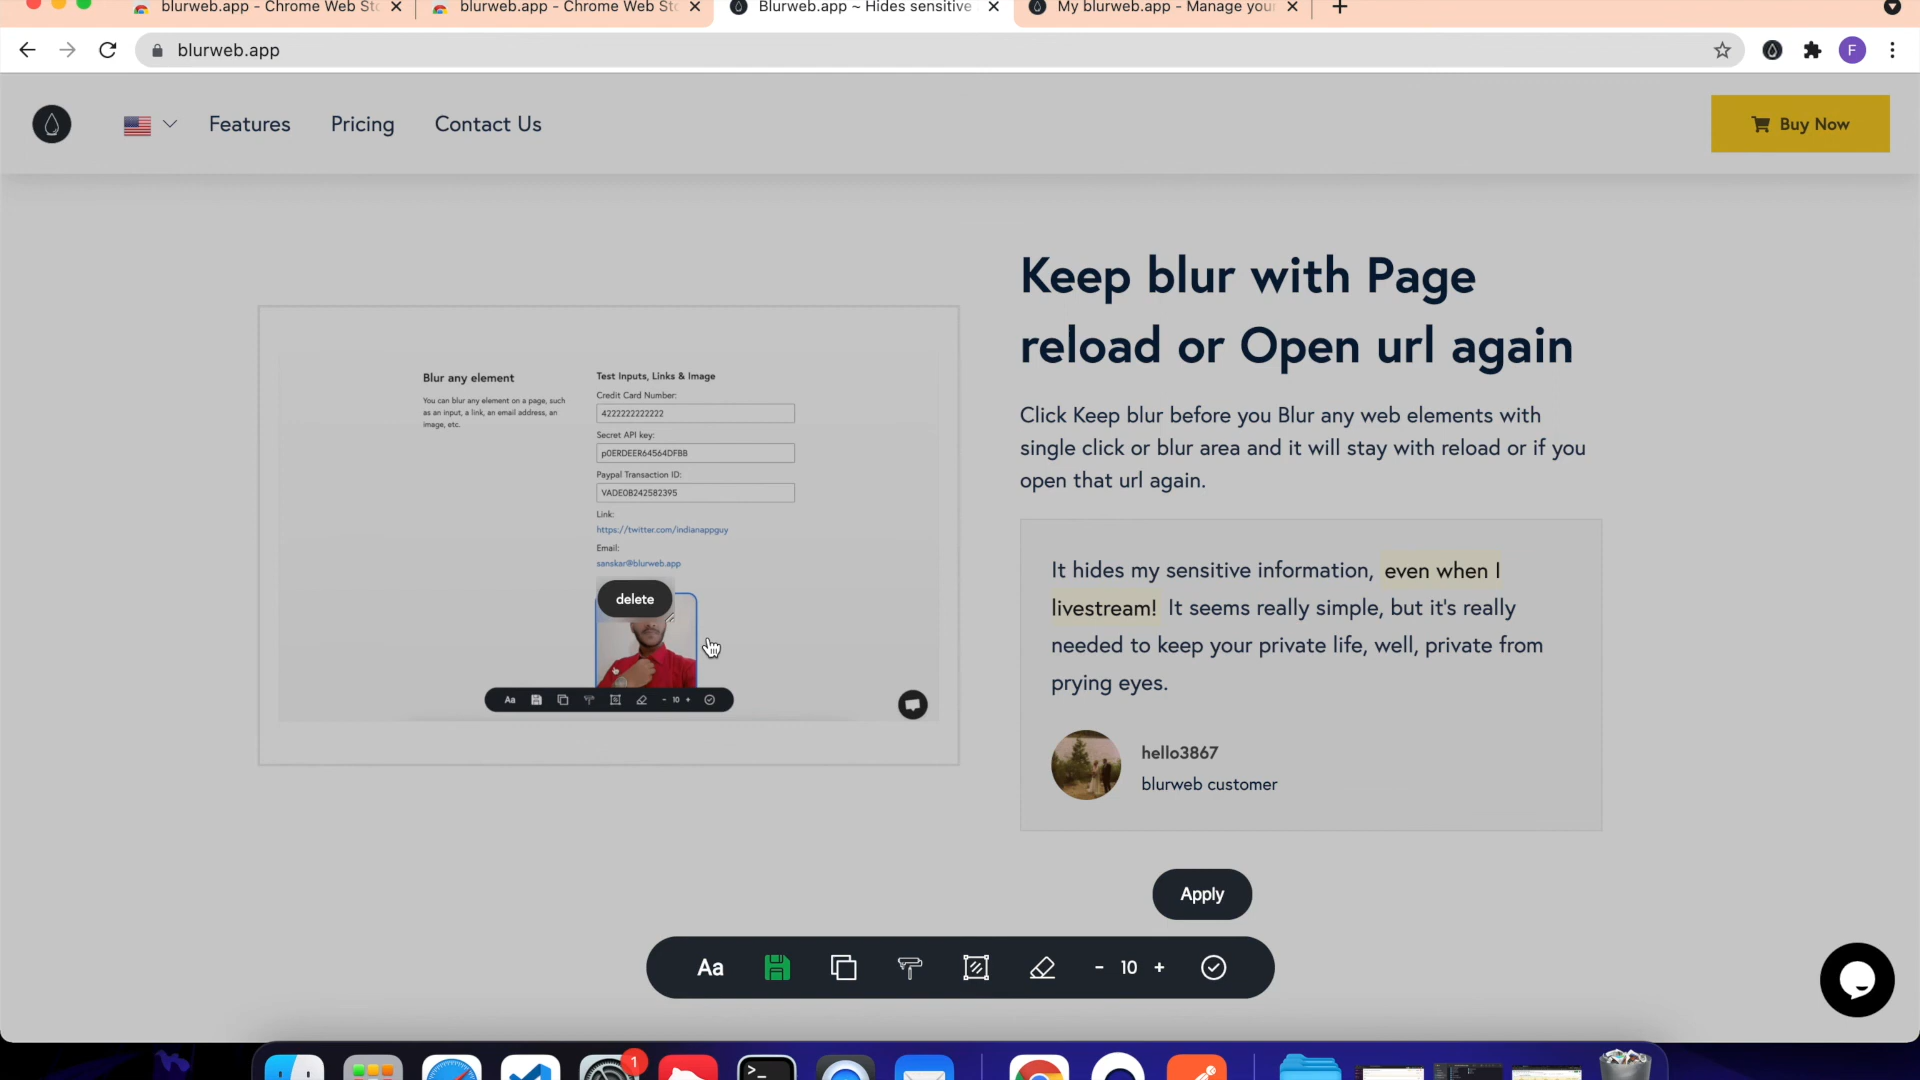 blurweb.app - Chrome Web Sto
blurweb.app - Chrome Web Sto
Blurweb.app ~ Hides sensitive
My blurweb.app - Manage your
blurweb.app
F
Features
Pricing
Contact Us
Buy Now
Blur any element
You can blur any element on a page, such
as an input, a link, an email address, an
image, etc.
Test Inputs, Links & Image
Credit Card Number:
4222222222222
Secret API key:
p0ERDEER64564DFBB
Paypal Transaction ID:
VADE0B242582395
Link:
https://twitter.com/indianappguy
Email:
sanskar@blurweb.app
delete
Aa
- 10 +
Keep blur with Page
reload or Open url again
Click Keep blur before you Blur any web elements with
single click or blur area and it will stay with reload or if you
open that url again.
It hides my sensitive information, even when I
livestream! It seems really simple, but it's really
needed to keep your private life, well, private from
prying eyes.
hello3867
blurweb customer
Apply
Aa
- 10 +
1
>_